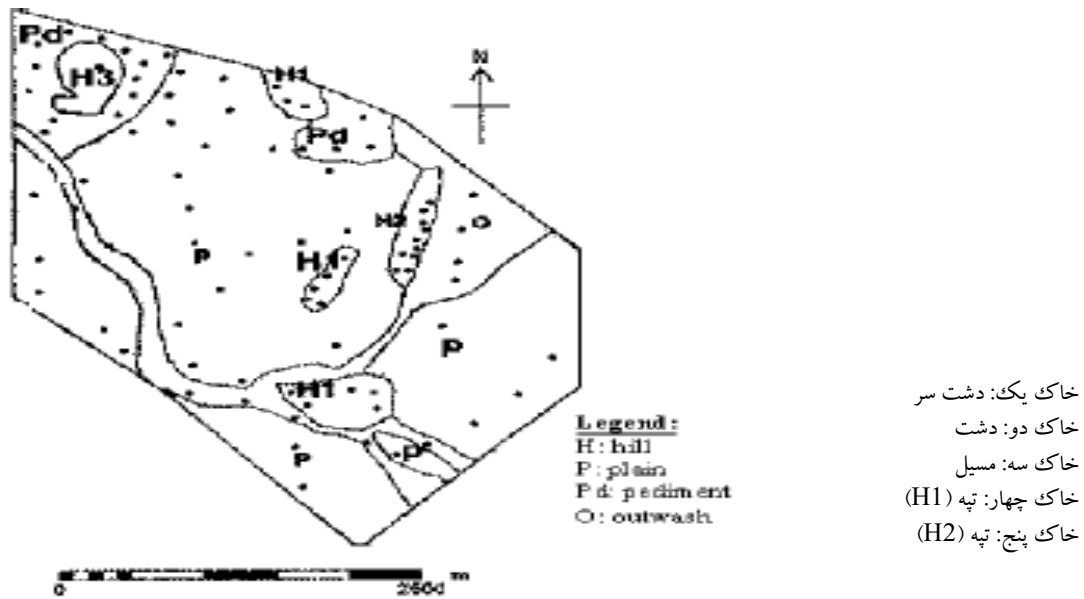 Pd
H3
H1
N
Pd
H2
O
P
H1
P
H1
P
P
Legend:
H: hill
P: plain
Pd: pediment
O: outwash
0 2600 m
خاک یک: دشت سر
خاک دو: دشت
خاک سه: مسیل
خاک چهار: تپه (H1)
خاک پنج: تپه (H2)